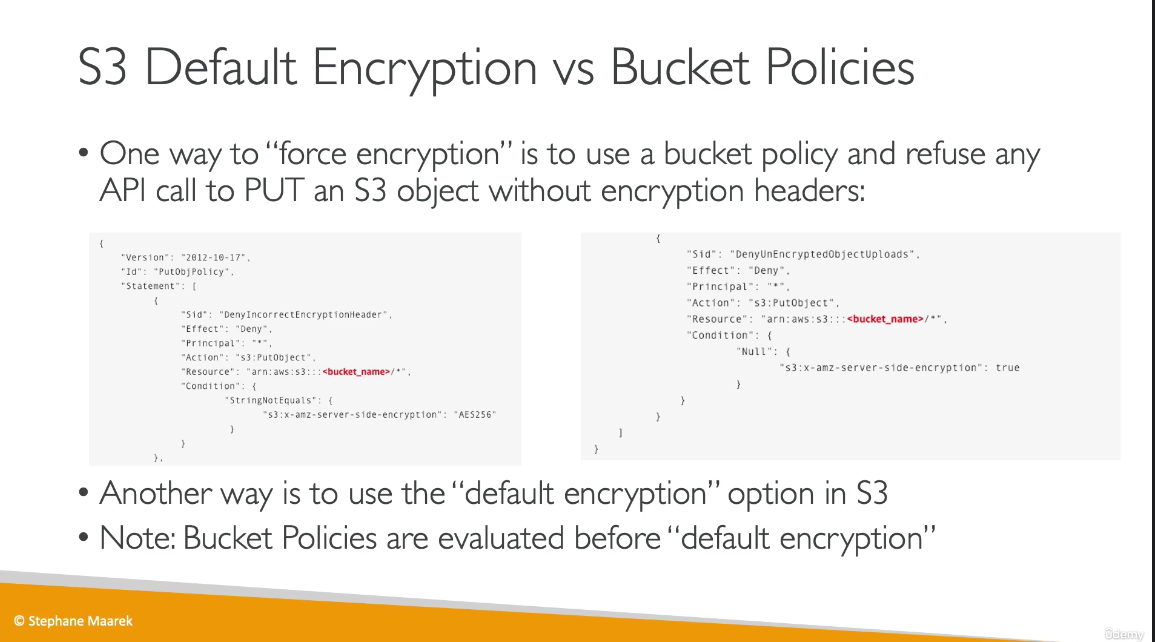 S3 Default Encryption vs Bucket Policies
• One way to “force encryption” is to use a bucket policy and refuse any
API call to PUT an S3 object without encryption headers:
{
"Version": "2012-10-17",
"Id": "PutObjPolicy",
"Statement": [
{
"Sid": "DenyIncorrectEncryptionHeader",
"Effect": "Deny",
"Principal": "*",
"Action": "s3:PutObject",
"Resource": "arn:aws:s3:::<bucket_name>/*",
"Condition": {
"StringNotEquals": {
"s3:x-amz-server-side-encryption": "AES256"
}
}
},
{
"Sid": "DenyUnEncryptedObjectUploads",
"Effect": "Deny",
"Principal": "*",
"Action": "s3:PutObject",
"Resource": "arn:aws:s3:::<bucket_name>/*",
"Condition": {
"Null": {
"s3:x-amz-server-side-encryption": true
}
}
}
]
}
• Another way is to use the “default encryption” option in S3
• Note: Bucket Policies are evaluated before “default encryption”
© Stephane Maarek
ûdemy